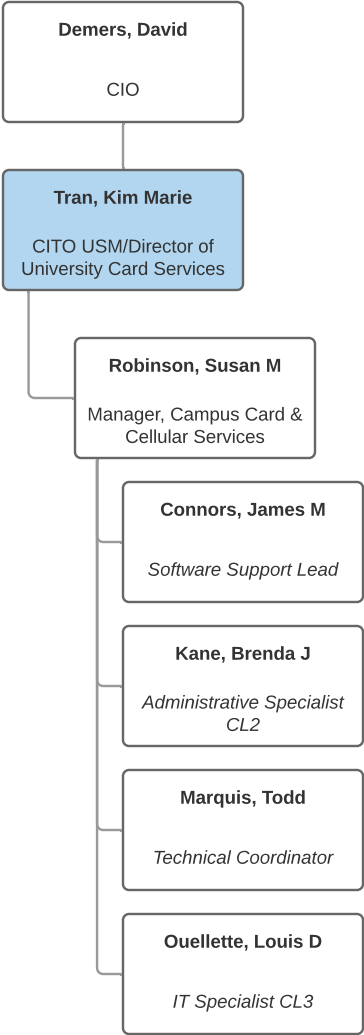 Demers, David
CIO
Tran, Kim Marie
CITO USM/Director of
University Card Services
Robinson, Susan M
Manager, Campus Card &
Cellular Services
Connors, James M
Software Support Lead
Kane, Brenda J
Administrative Specialist
CL2
Marquis, Todd
Technical Coordinator
Ouellette, Louis D
IT Specialist CL3